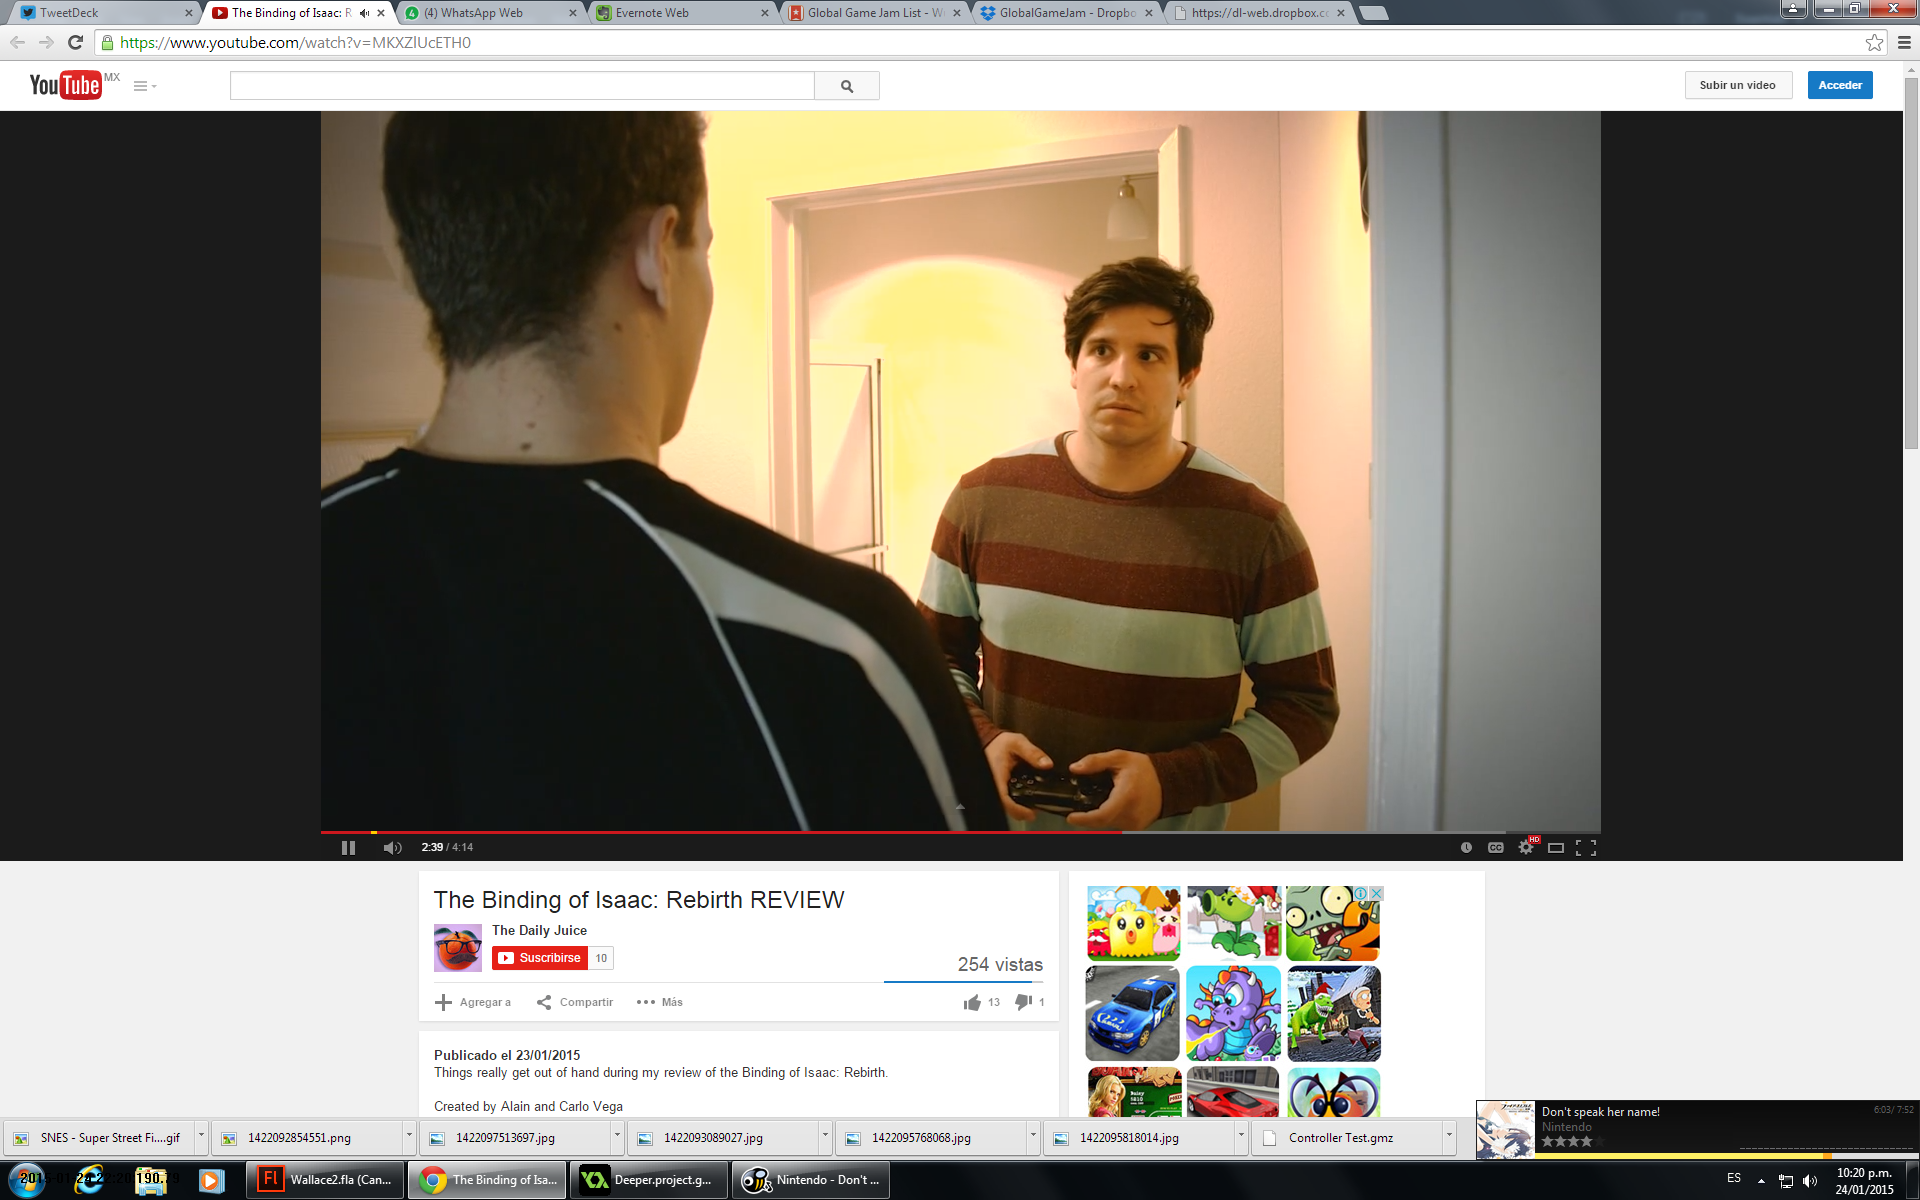 TweetDeck
The Binding of Isaac: R
(4) WhatsApp Web
Evernote Web
Global Game Jam List - W
GlobalGameJam - Dropbo
https://dl-web.dropbox.c
https://www.youtube.com/watch?v=MKXZlUcETH0
YouTube MX
Subir un video
Acceder
2:39 / 4:14
CC
HD
The Binding of Isaac: Rebirth REVIEW
The Daily Juice
Suscribirse
10
254 vistas
Agregar a
Compartir
Más
13
1
Publicado el 23/01/2015
Things really get out of hand during my review of the Binding of Isaac: Rebirth.
Created by Alain and Carlo Vega
2
Don't speak her name!
6:03/ 7:52
Nintendo
SNES - Super Street Fi....gif
1422092854551.png
1422097513697.jpg
1422093089027.jpg
1422095768068.jpg
1422095818014.jpg
Controller Test.gmz
Fl
Wallace2.fla (Can...
The Binding of Isa...
Deeper.project.g...
Nintendo - Don't ...
ES
10:20 p.m.
24/01/2015